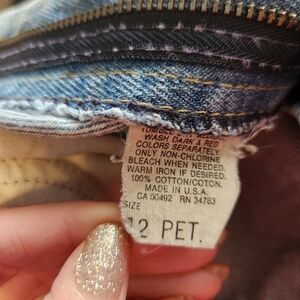 TUMBLE
WASH DARK & RED
COLORS SEPARATELY
ONLY NON-CHLORINE
BLEACH WHEN NEEDED.
WARM IRON IF DESIRED.
100% COTTON/COTON.
MADE IN U.S.A.
CA 00492 RN 34783
SIZE
12 PET.